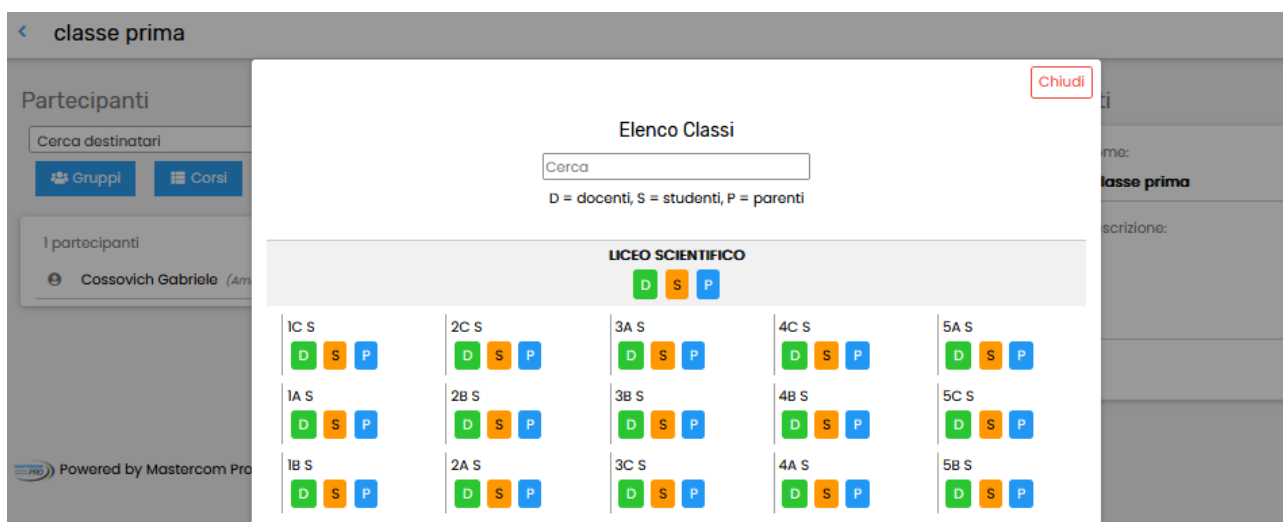 classe prima
Chiudi
Partecipanti
ti
Elenco Classi
Cerca destinatari
ome:
Cerca
Gruppi
Corsi
lasse prima
D = docenti, S = studenti, P = parenti
1 partecipanti
scrizione:
LICEO SCIENTIFICO
Cossovich Gabriele (Am
D S P
1C S 2C S 3A S 4C S 5A S
D S P D S P D S P D S P D S P
1A S 2B S 3B S 4B S 5C S
D S P D S P D S P D S P D S P
Powered by Mastercom Pro
1B S 2A S 3C S 4A S 5B S
D S P D S P D S P D S P D S P